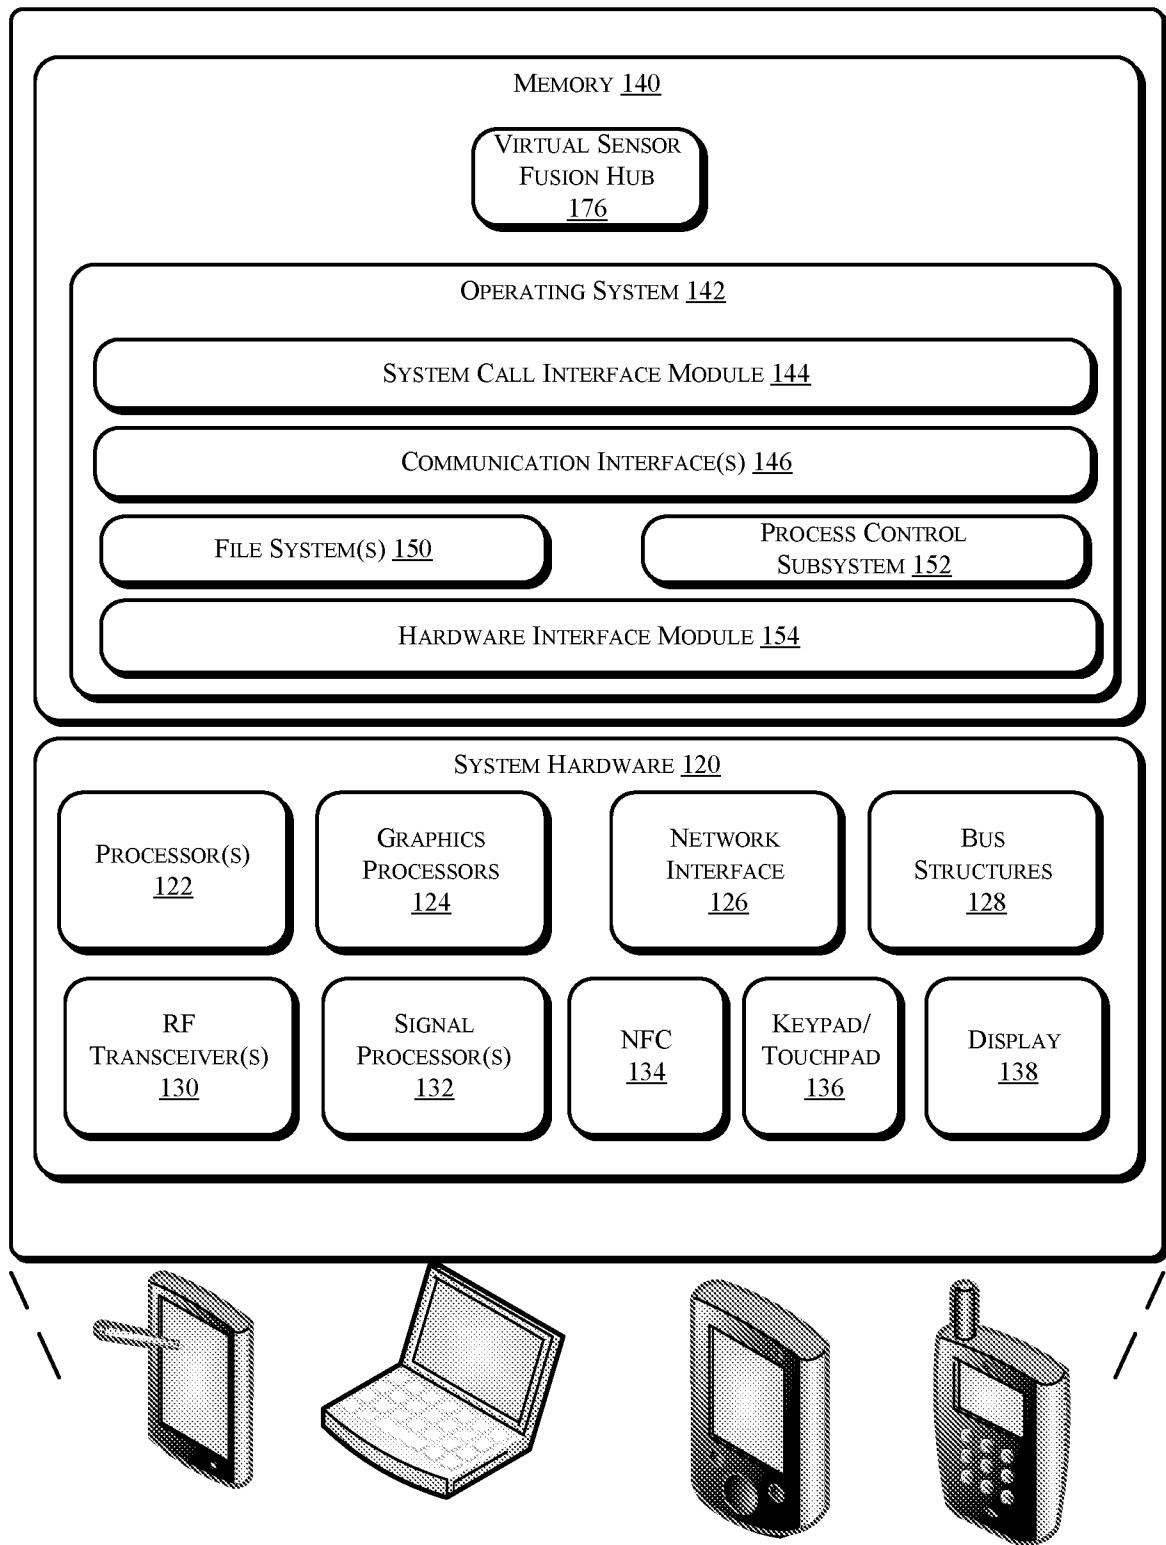 MEMORY 140
VIRTUAL SENSOR
FUSION HUB
176
OPERATING SYSTEM 142
SYSTEM CALL INTERFACE MODULE 144
COMMUNICATION INTERFACE(S) 146
FILE SYSTEM(S) 150
PROCESS CONTROL
SUBSYSTEM 152
HARDWARE INTERFACE MODULE 154
SYSTEM HARDWARE 120
PROCESSOR(S)
122
GRAPHICS
PROCESSORS
124
NETWORK
INTERFACE
126
BUS
STRUCTURES
128
RF
TRANSCEIVER(S)
130
SIGNAL
PROCESSOR(S)
132
NFC
134
KEYPAD/
TOUCHPAD
136
DISPLAY
138